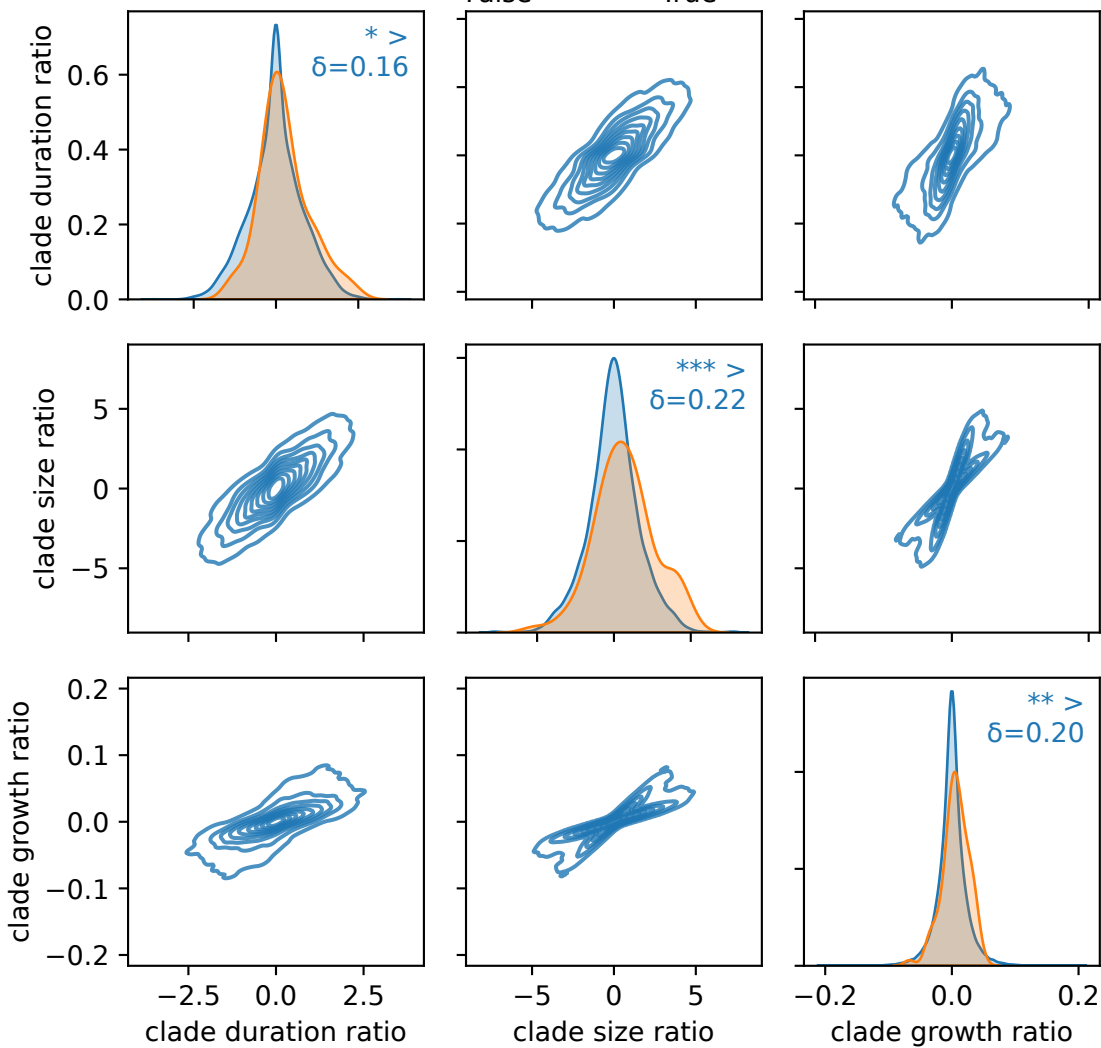 clade duration ratio
0.6
0.4
0.2
0.0
* >
δ=0.16
clade size ratio
5
0
−5
*** >
δ=0.22
clade growth ratio
0.2
0.1
0.0
−0.1
−0.2
** >
δ=0.20
−2.5 0.0 2.5
−5 0 5
−0.2 0.0 0.2
clade duration ratio
clade size ratio
clade growth ratio